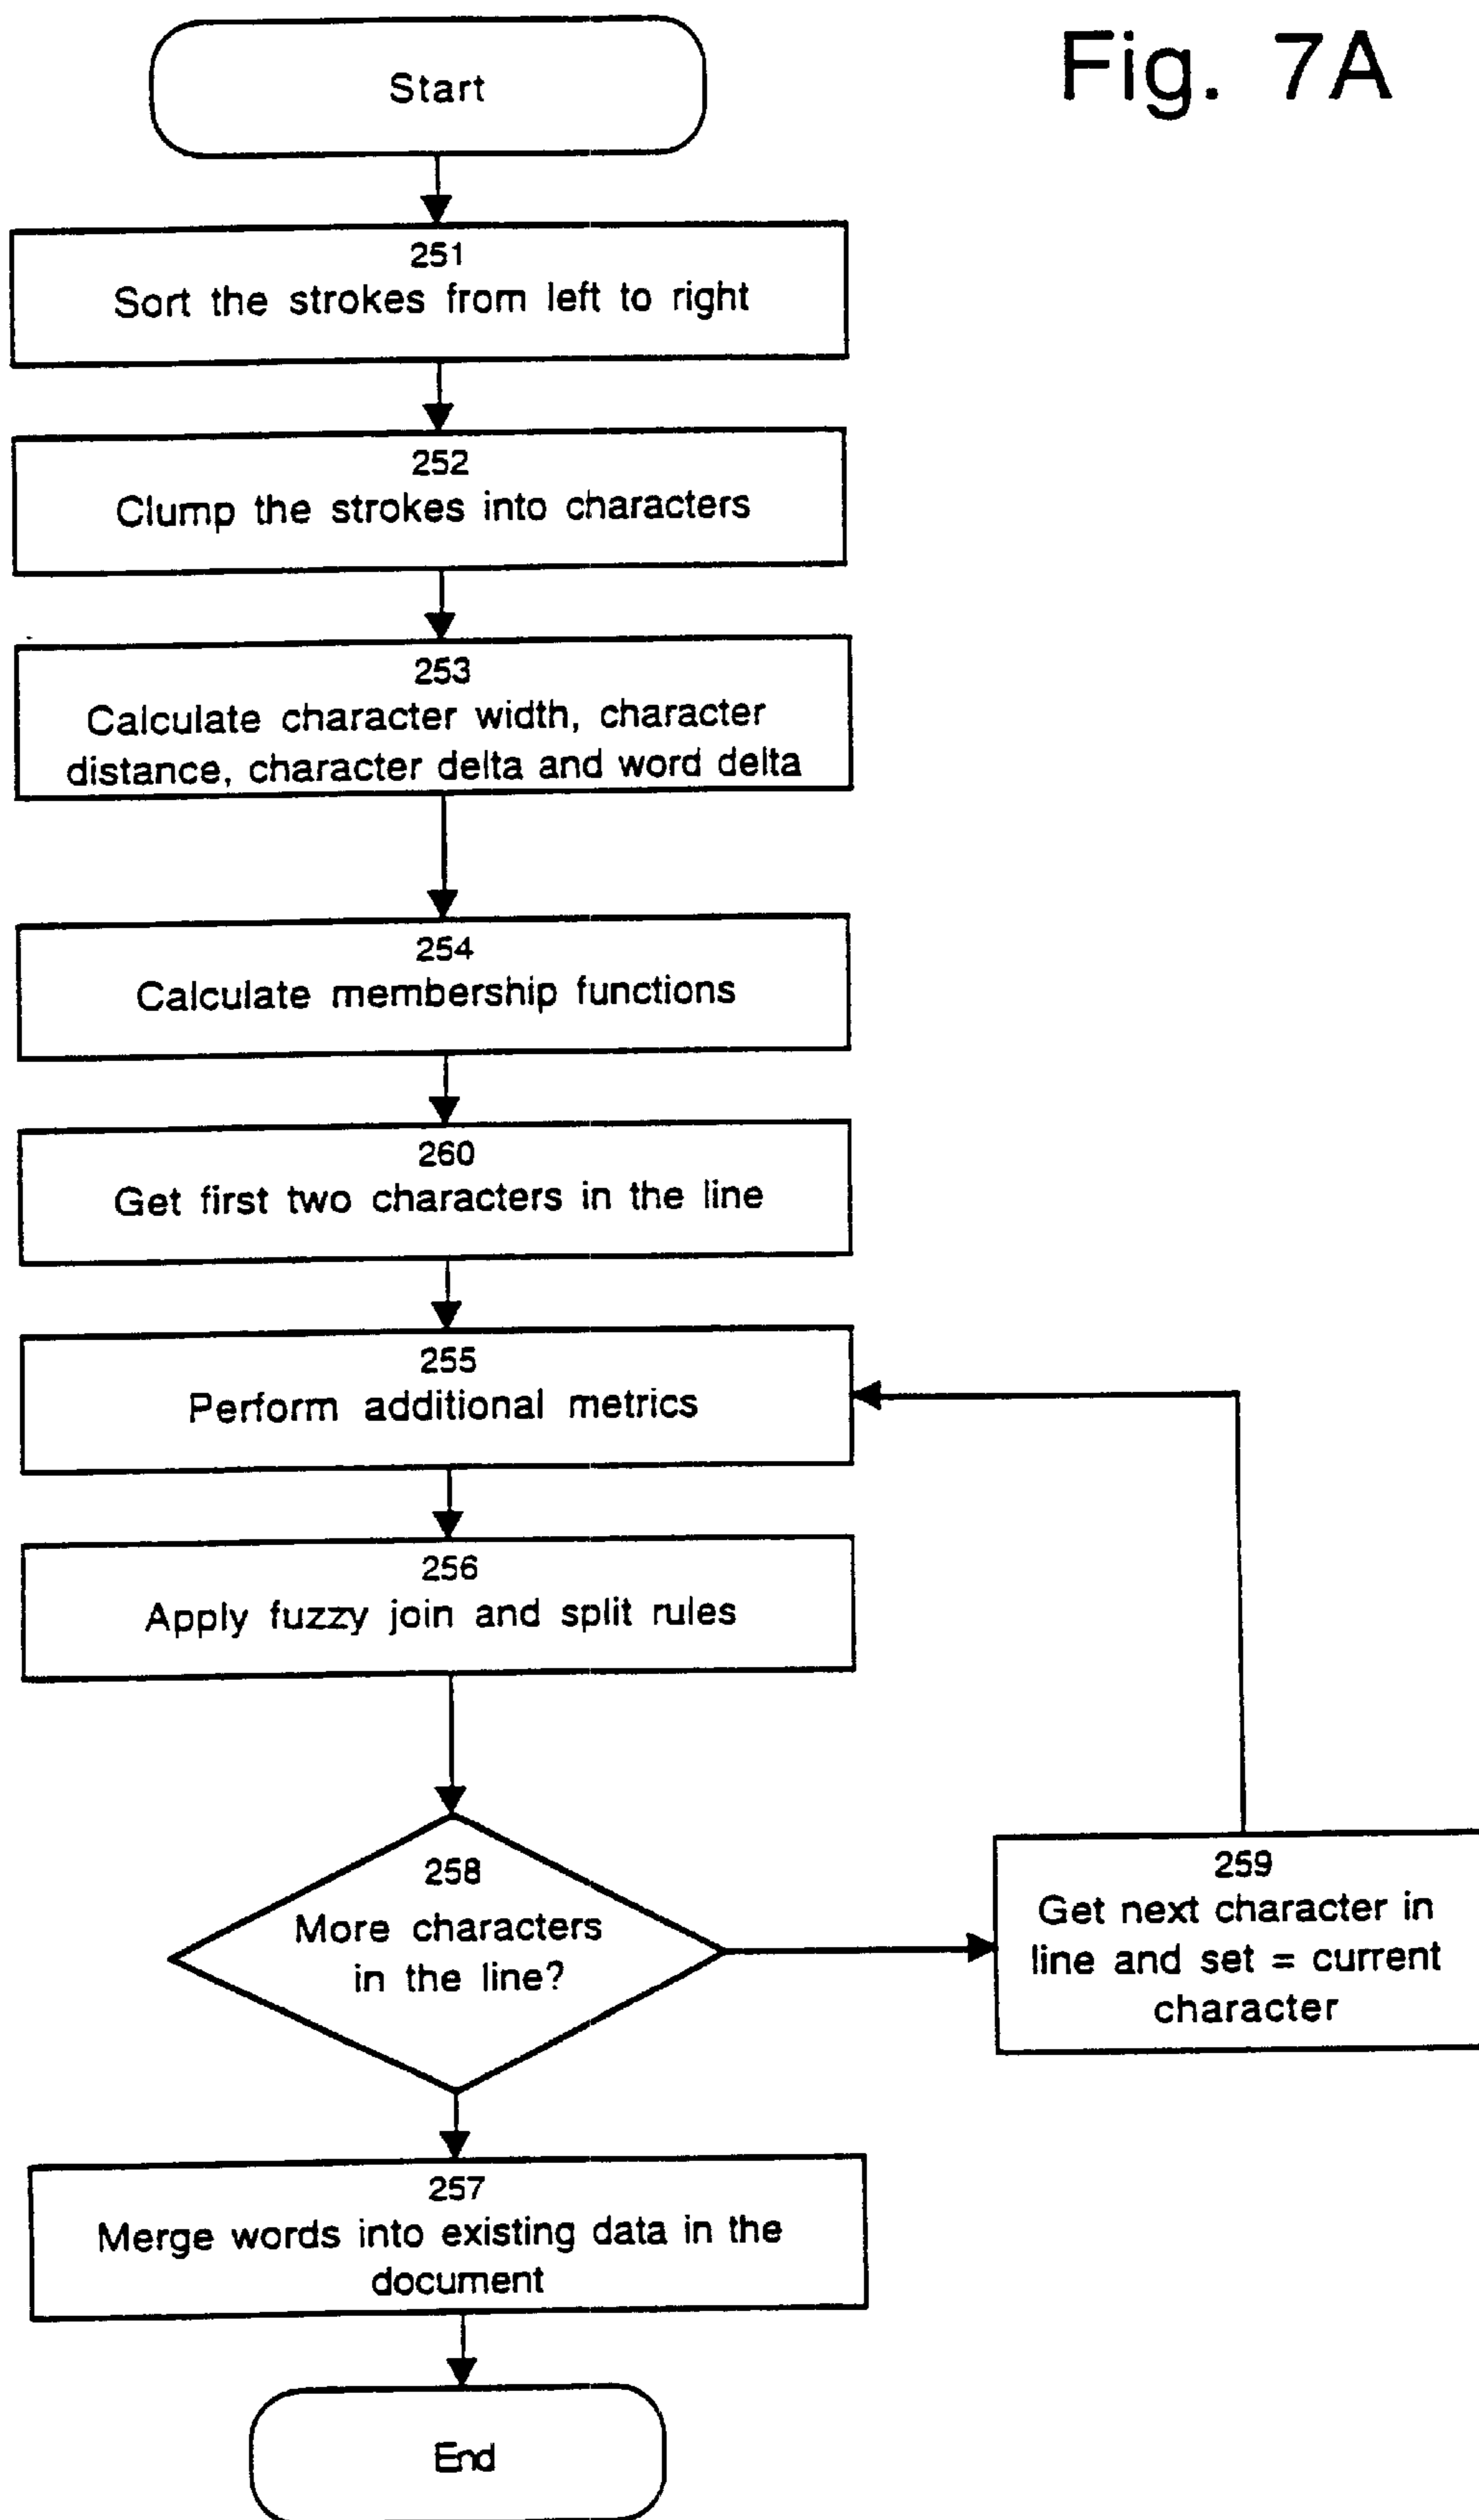 Fig. 7A
Start
251
Sort the strokes from left to right
252
Clump the strokes into characters
253
Calculate character width, character
distance, character delta and word delta
254
Calculate membership functions
260
Get first two characters in the line
255
Perform additional metrics
256
Apply fuzzy join and split rules
258
More characters
in the line?
259
Get next character in
line and set = current
character
257
Merge words into existing data in the
document
End